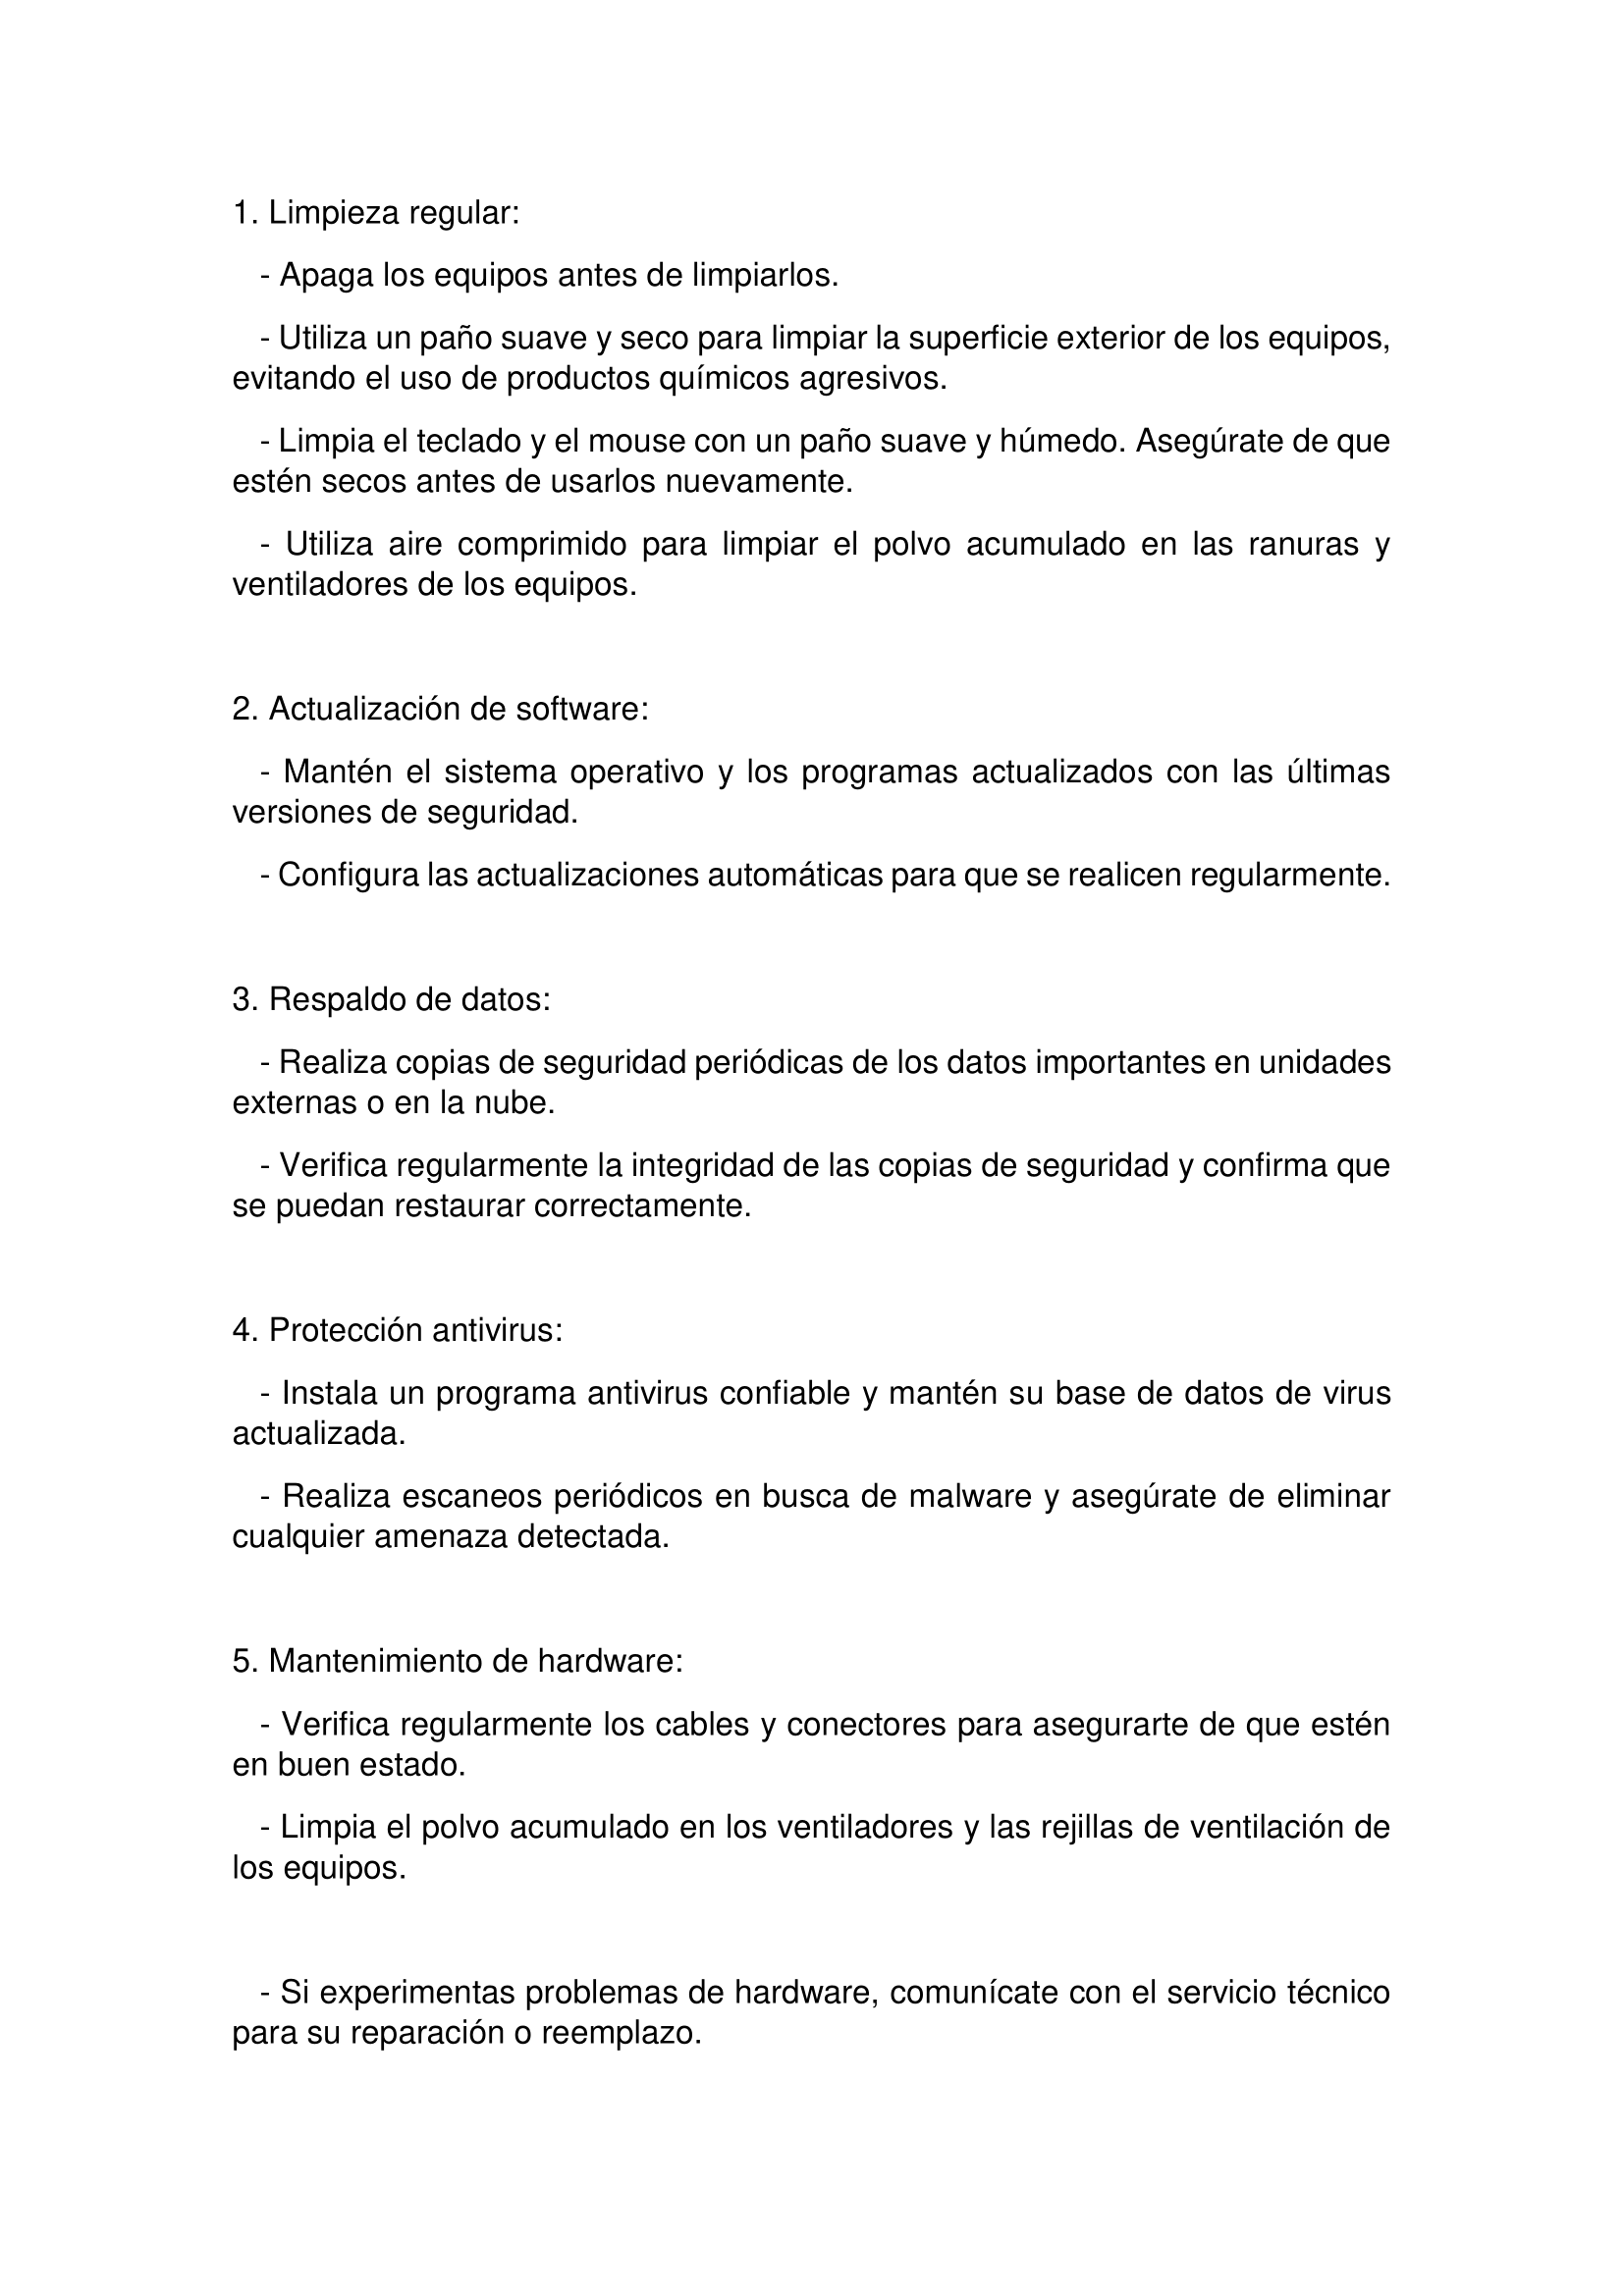 1. Limpieza regular:
- Apaga los equipos antes de limpiarlos.
- Utiliza un paño suave y seco para limpiar la superficie exterior de los equipos,
evitando el uso de productos químicos agresivos.
- Limpia el teclado y el mouse con un paño suave y húmedo. Asegúrate de que
estén secos antes de usarlos nuevamente.
- Utiliza aire comprimido para limpiar el polvo acumulado en las ranuras y
ventiladores de los equipos.
2. Actualización de software:
- Mantén el sistema operativo y los programas actualizados con las últimas
versiones de seguridad.
- Configura las actualizaciones automáticas para que se realicen regularmente.
3. Respaldo de datos:
- Realiza copias de seguridad periódicas de los datos importantes en unidades
externas o en la nube.
- Verifica regularmente la integridad de las copias de seguridad y confirma que
se puedan restaurar correctamente.
4. Protección antivirus:
- Instala un programa antivirus confiable y mantén su base de datos de virus
actualizada.
- Realiza escaneos periódicos en busca de malware y asegúrate de eliminar
cualquier amenaza detectada.
5. Mantenimiento de hardware:
- Verifica regularmente los cables y conectores para asegurarte de que estén
en buen estado.
- Limpia el polvo acumulado en los ventiladores y las rejillas de ventilación de
los equipos.
- Si experimentas problemas de hardware, comunícate con el servicio técnico
para su reparación o reemplazo.